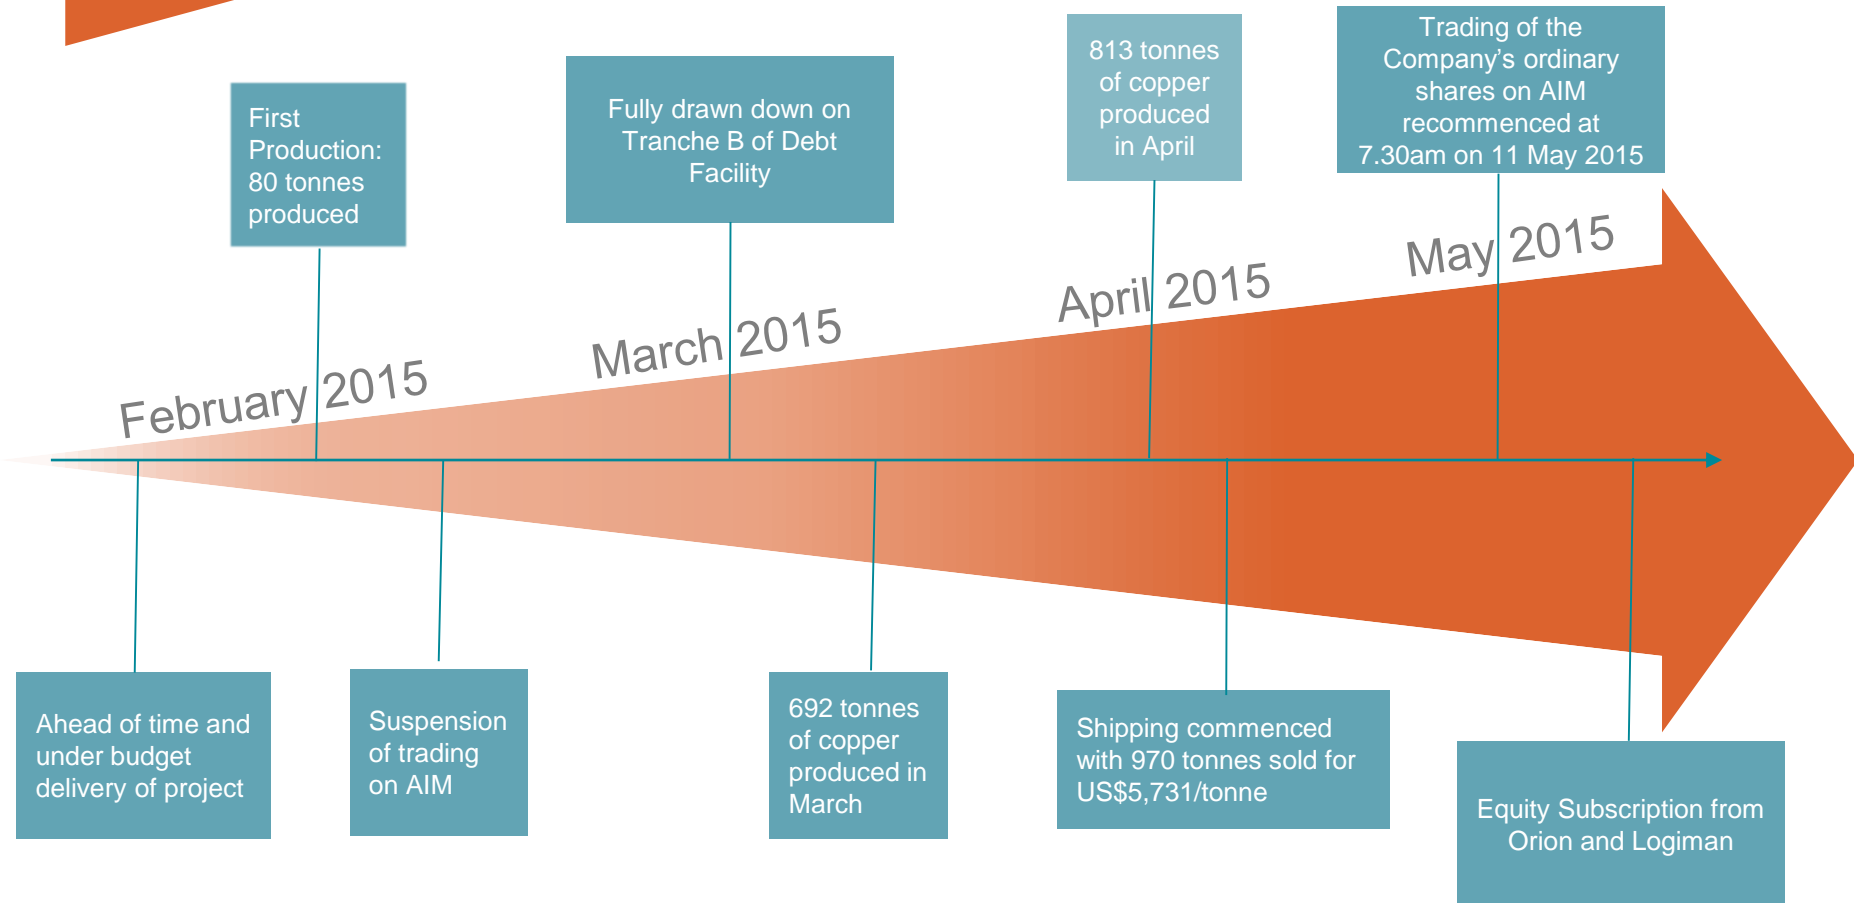 First
Production:
80 tonnes
produced
Fully drawn down on
Tranche B of Debt
Facility
813 tonnes
of copper
produced
in April
Trading of the
Company’s ordinary
shares on AIM
recommenced at
7.30am on 11 May 2015
February 2015
March 2015
April 2015
May 2015
Ahead of time and
under budget
delivery of project
Suspension
of trading
on AIM
692 tonnes
of copper
produced in
March
Shipping commenced
with 970 tonnes sold for
US$5,731/tonne
Equity Subscription from
Orion and Logiman